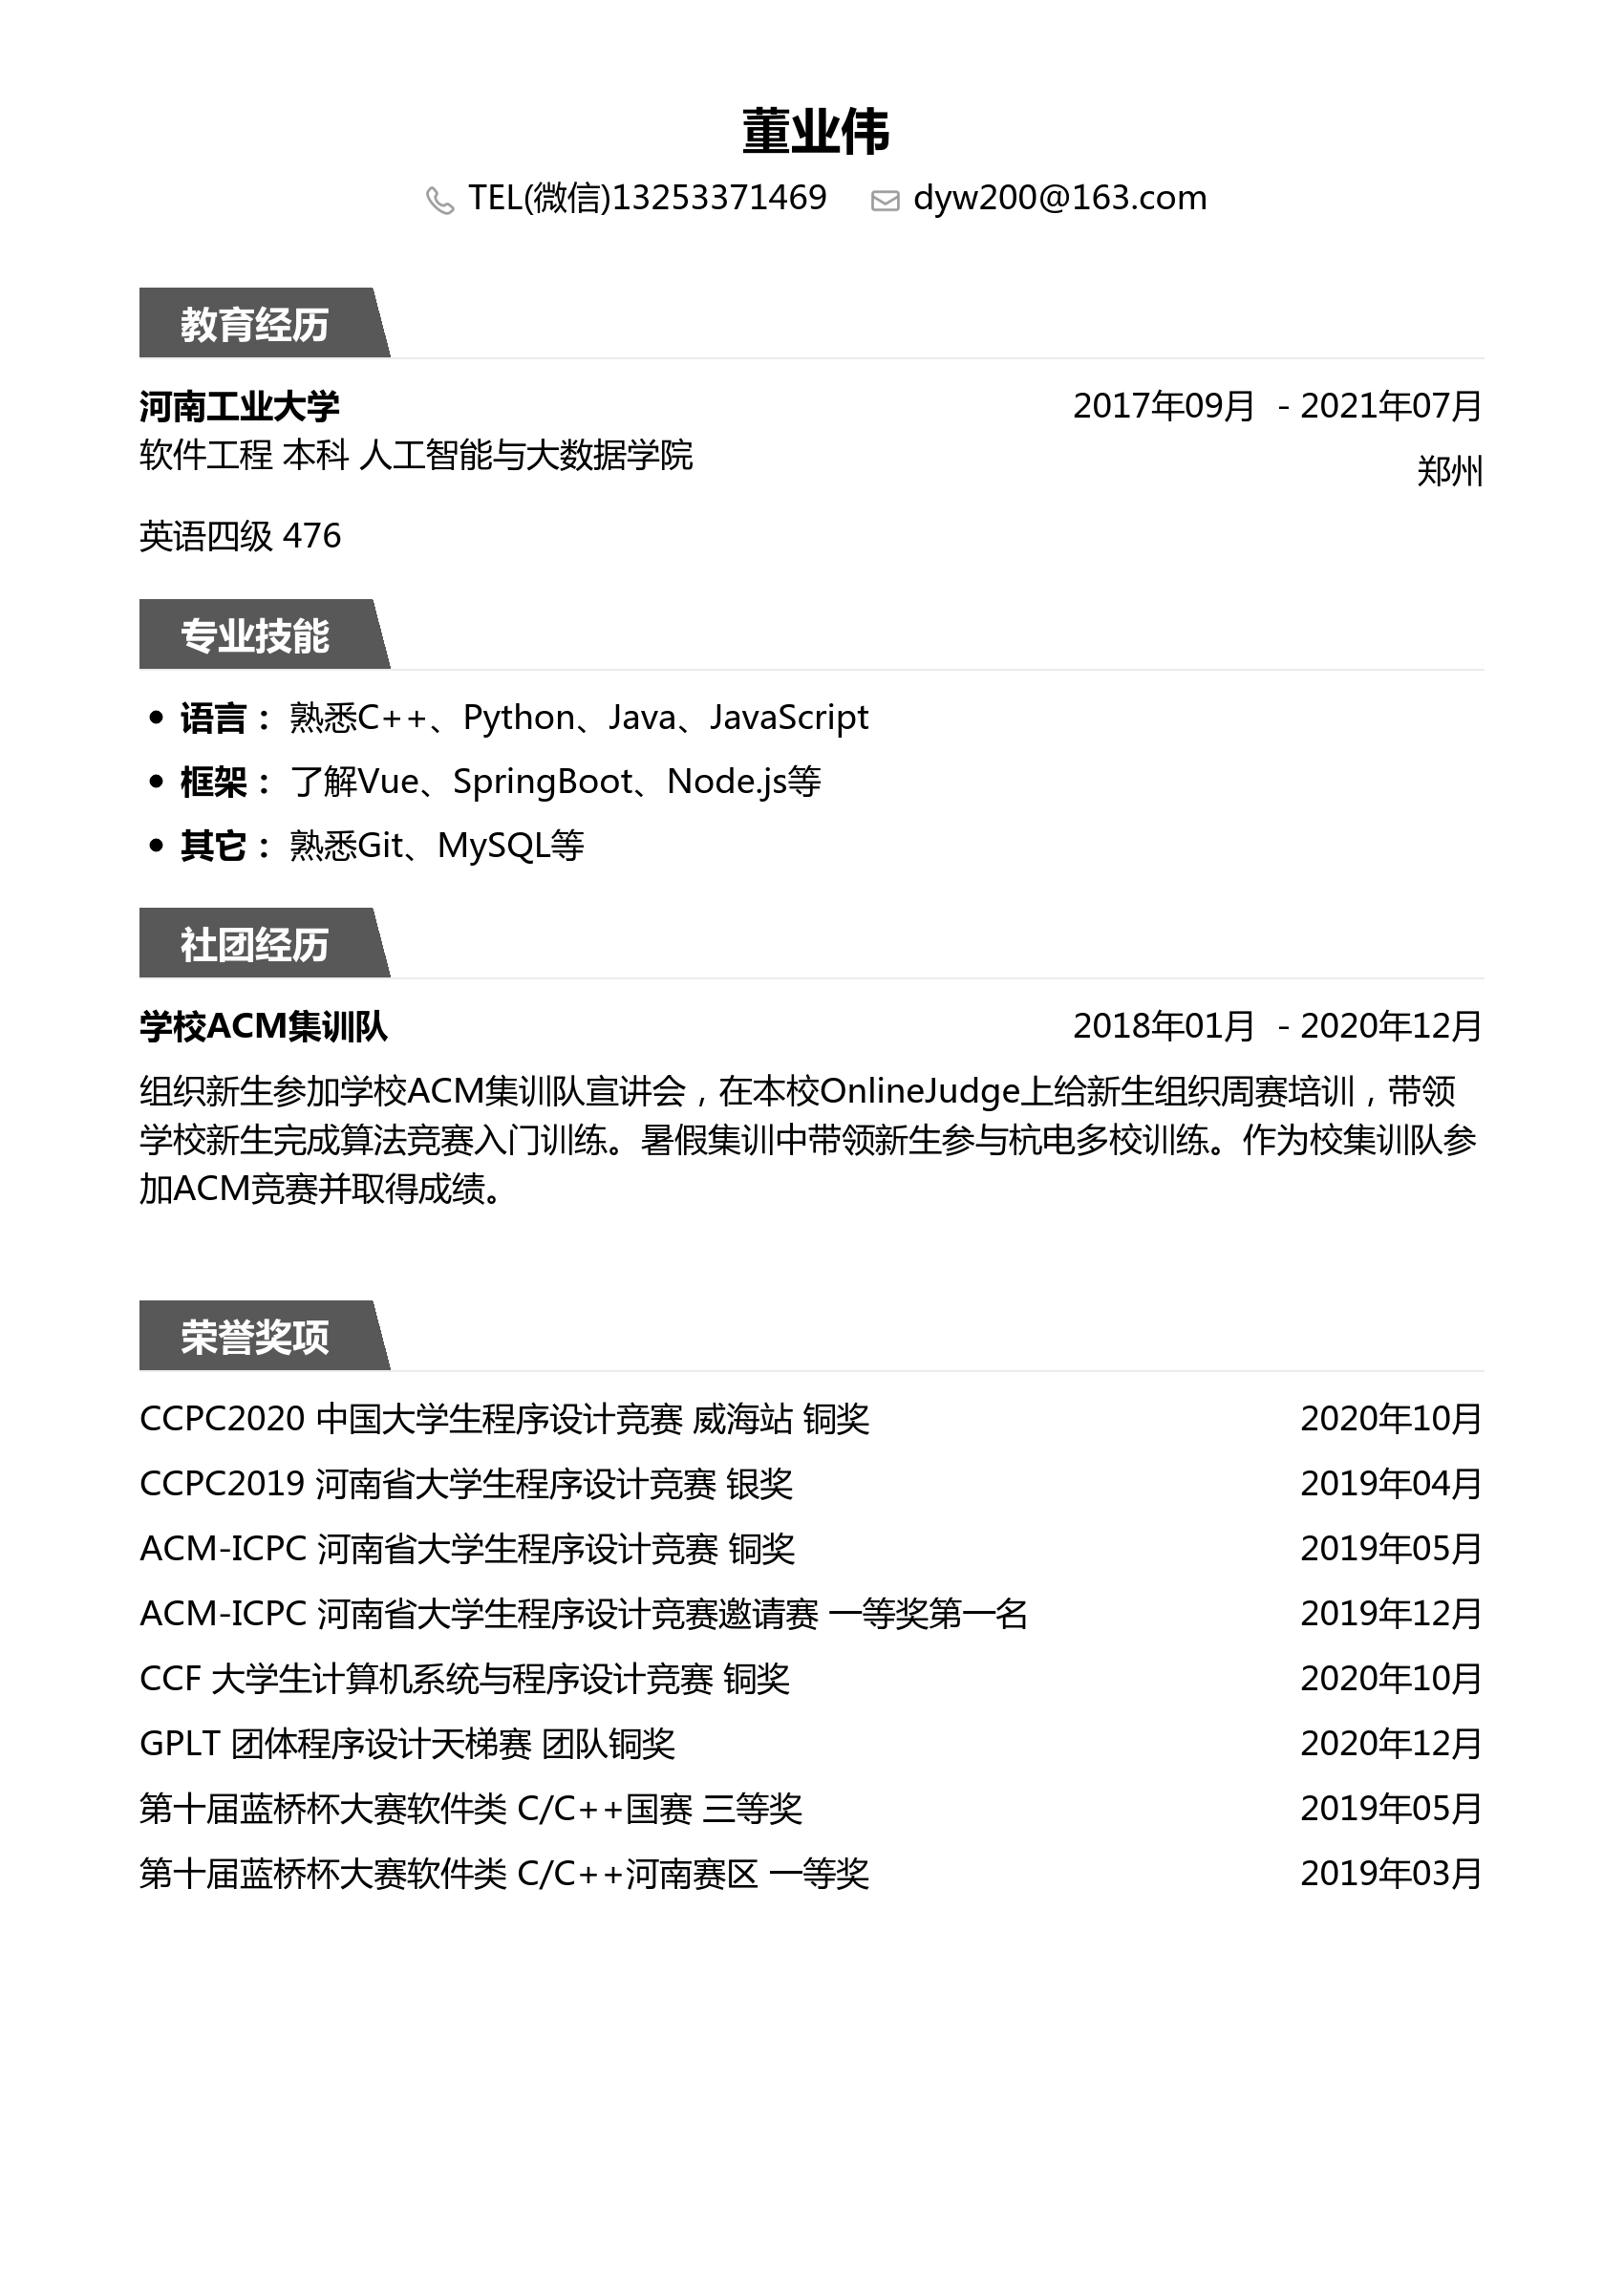 董业伟
TEL(微信)13253371469 dyw200@163.com
教育经历
河南工业大学 2017年09月 - 2021年07月
软件工程 本科 人工智能与大数据学院
郑州
英语四级 476
专业技能
• 语言： 熟悉C++、Python、Java、JavaScript
• 框架： 了解Vue、SpringBoot、Node.js等
• 其它： 熟悉Git、MySQL等
社团经历
学校ACM集训队 2018年01月 - 2020年12月
组织新生参加学校ACM集训队宣讲会，在本校OnlineJudge上给新生组织周赛培训，带领
学校新生完成算法竞赛入门训练。暑假集训中带领新生参与杭电多校训练。作为校集训队参
加ACM竞赛并取得成绩。
荣誉奖项
CCPC2020 中国大学生程序设计竞赛 威海站 铜奖 2020年10月
CCPC2019 河南省大学生程序设计竞赛 银奖 2019年04月
ACM-ICPC 河南省大学生程序设计竞赛 铜奖 2019年05月
ACM-ICPC 河南省大学生程序设计竞赛邀请赛 一等奖第一名 2019年12月
CCF 大学生计算机系统与程序设计竞赛 铜奖 2020年10月
GPLT 团体程序设计天梯赛 团队铜奖 2020年12月
第十届蓝桥杯大赛软件类 C/C++国赛 三等奖 2019年05月
第十届蓝桥杯大赛软件类 C/C++河南赛区 一等奖 2019年03月